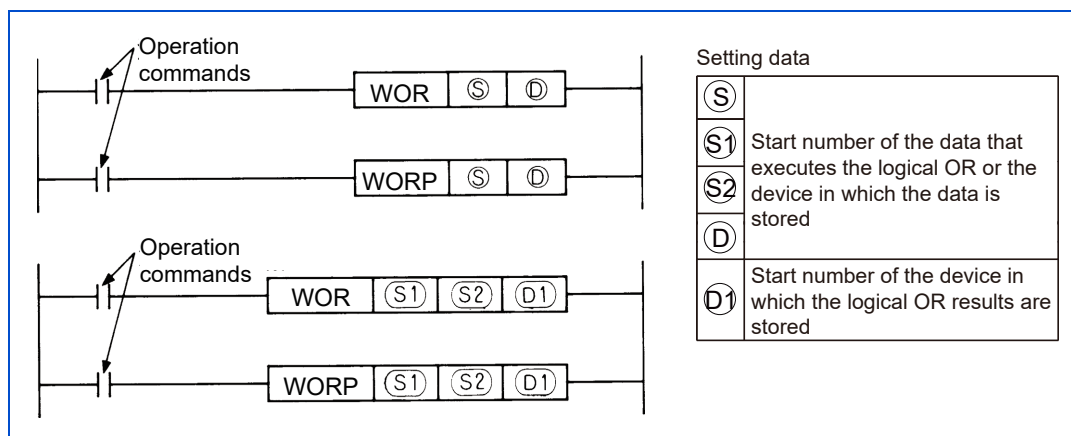 Operation
commands
WOR Ⓢ Ⓓ
WORP Ⓢ Ⓓ
Operation
commands
WOR S1 S2 D1
WORP S1 S2 D1
Setting data
Ⓢ
S1
S2
Ⓓ
Start number of the data that
executes the logical OR or the
device in which the data is
stored
D1
Start number of the device in
which the logical OR results are
stored